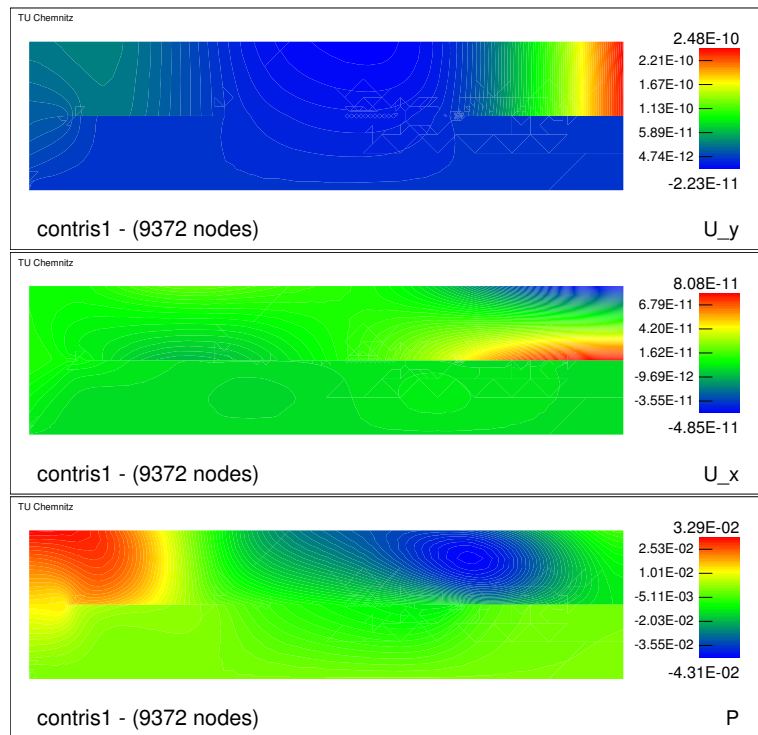 TU Chemnitz
2.48E-10
2.21E-10
1.67E-10
1.13E-10
5.89E-11
4.74E-12
-2.23E-11
contris1 - (9372 nodes) U_y
TU Chemnitz
8.08E-11
6.79E-11
4.20E-11
1.62E-11
-9.69E-12
-3.55E-11
-4.85E-11
contris1 - (9372 nodes) U_x
TU Chemnitz
3.29E-02
2.53E-02
1.01E-02
-5.11E-03
-2.03E-02
-3.55E-02
-4.31E-02
contris1 - (9372 nodes) P